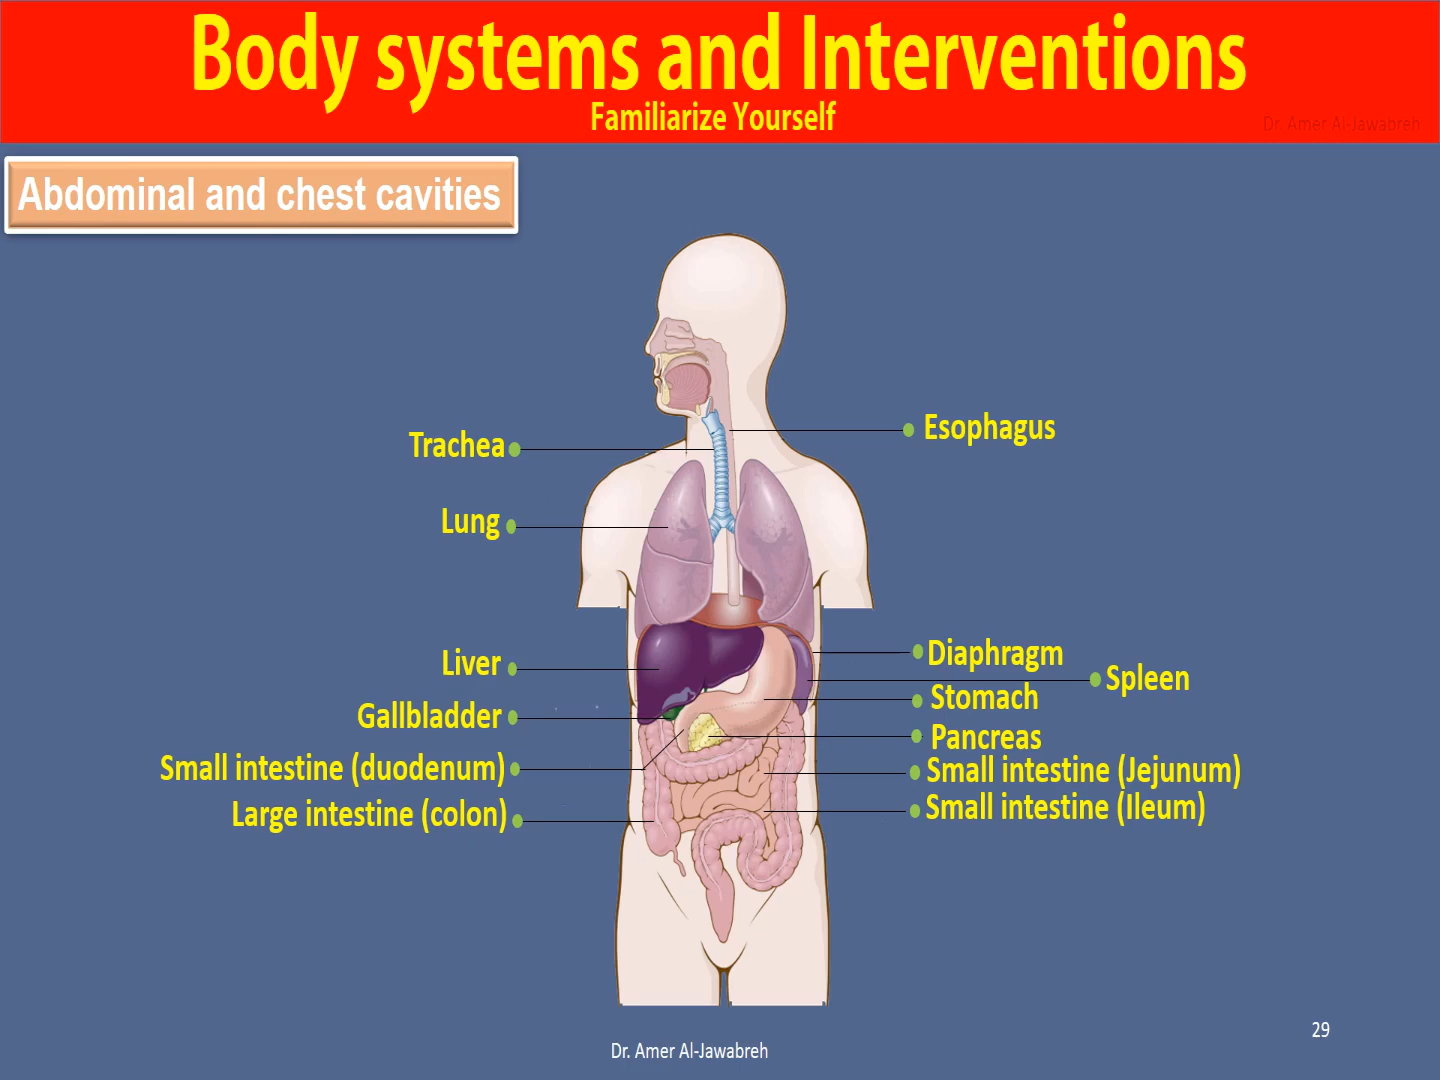 Body systems and Interventions
Familiarize Yourself
Dr. Amer Al-Jawabreh
Abdominal and chest cavities
Esophagus
Trachea
Lung
Diaphragm
Liver
Spleen
Stomach
Gallbladder
Pancreas
Small intestine (duodenum)
Small intestine (Jejunum)
Large intestine (colon)
Small intestine (Ileum)
29
Dr. Amer Al-Jawabreh